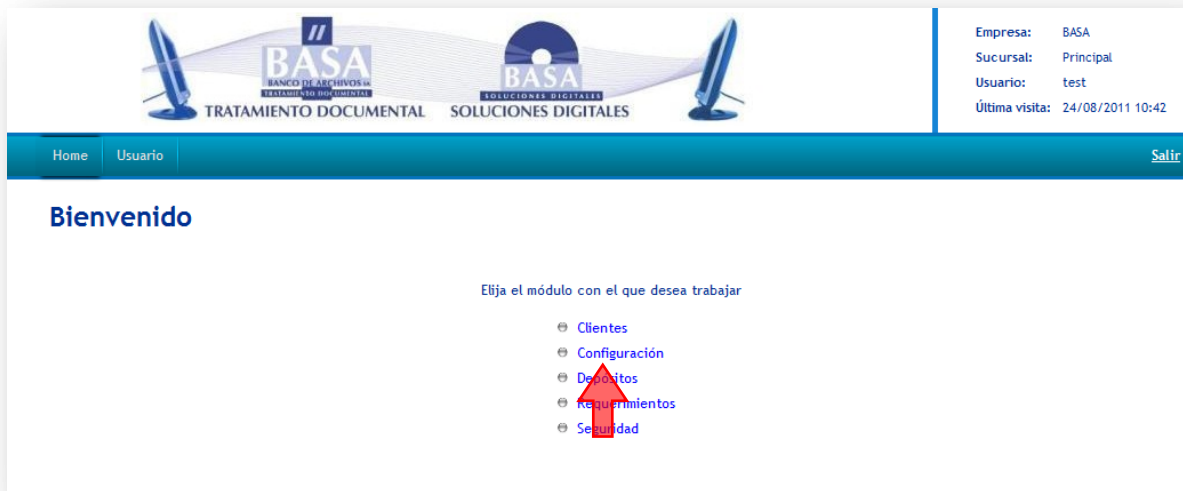 BASA
BANCO DE ARCHIVOS SA
TRATAMIENTO DOCUMENTAL
TRATAMIENTO DOCUMENTAL
BASA
SOLUCIONES DIGITALES
SOLUCIONES DIGITALES
Empresa: BASA
Sucursal: Principal
Usuario: test
Última visita: 24/08/2011 10:42
Home Usuario Salir
Bienvenido
Elija el módulo con el que desea trabajar
Clientes
Configuración
Depósitos
Requerimientos
Seguridad